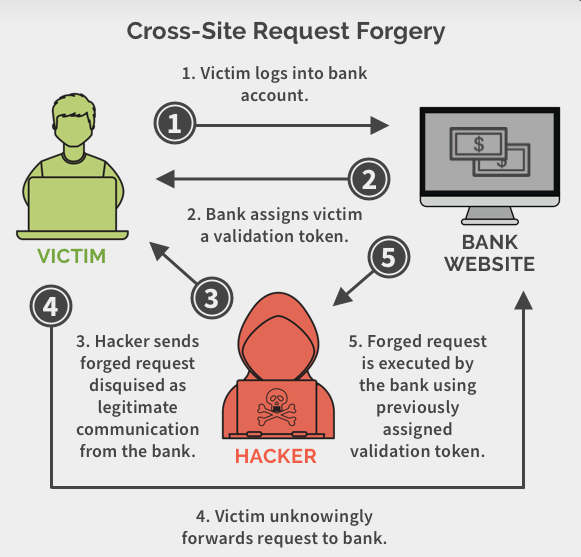 Cross-Site Request Forgery
1. Victim logs into bank
account.
1
2
2. Bank assigns victim
a validation token.
$
$
VICTIM
BANK
WEBSITE
5
3
4
3. Hacker sends
forged request
disquised as
legitimate
communication
from the bank.
5. Forged request
is executed by
the bank using
previously
assigned
validation token.
HACKER
4. Victim unknowingly
forwards request to bank.